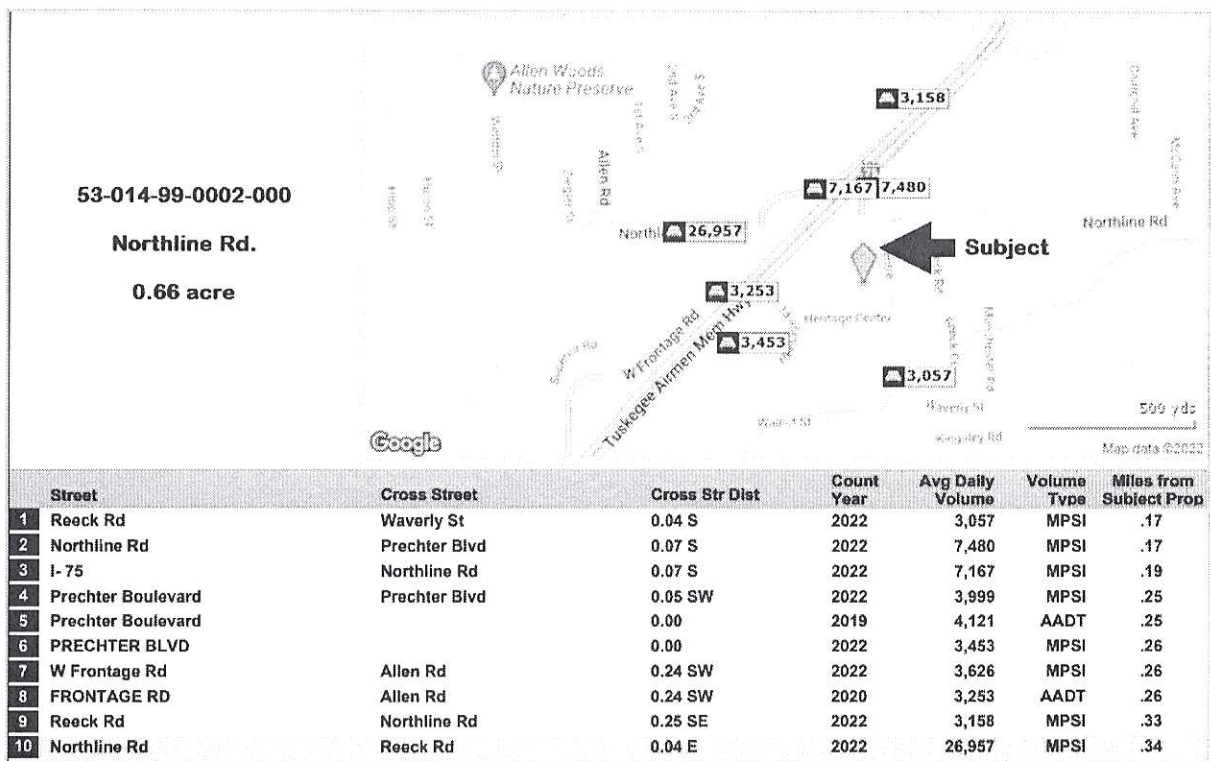 53-014-99-0002-000
Northline Rd.
0.66 acre
Allen Woods
Nature Preserve
Allen Rd
3,158
7,167 7,480
26,957
Northline Rd
Subject
3,253
Heritage Center
3,453
W Frontage Rd
Tuskegee Airmen Mem Hwy
3,057
Waverly St
500 yds
Google
Map data ©2022
Street Cross Street Cross Str Dist Count Year Avg Daily Volume Volume Type Miles from Subject Prop
1 Reeck Rd Waverly St 0.04 S 2022 3,057 MPSI .17
2 Northline Rd Prechter Blvd 0.07 S 2022 7,480 MPSI .17
3 I- 75 Northline Rd 0.07 S 2022 7,167 MPSI .19
4 Prechter Boulevard Prechter Blvd 0.05 SW 2022 3,999 MPSI .25
5 Prechter Boulevard 0.00 2019 4,121 AADT .25
6 PRECHTER BLVD 0.00 2022 3,453 MPSI .26
7 W Frontage Rd Allen Rd 0.24 SW 2022 3,626 MPSI .26
8 FRONTAGE RD Allen Rd 0.24 SW 2020 3,253 AADT .26
9 Reeck Rd Northline Rd 0.25 SE 2022 3,158 MPSI .33
10 Northline Rd Reeck Rd 0.04 E 2022 26,957 MPSI .34